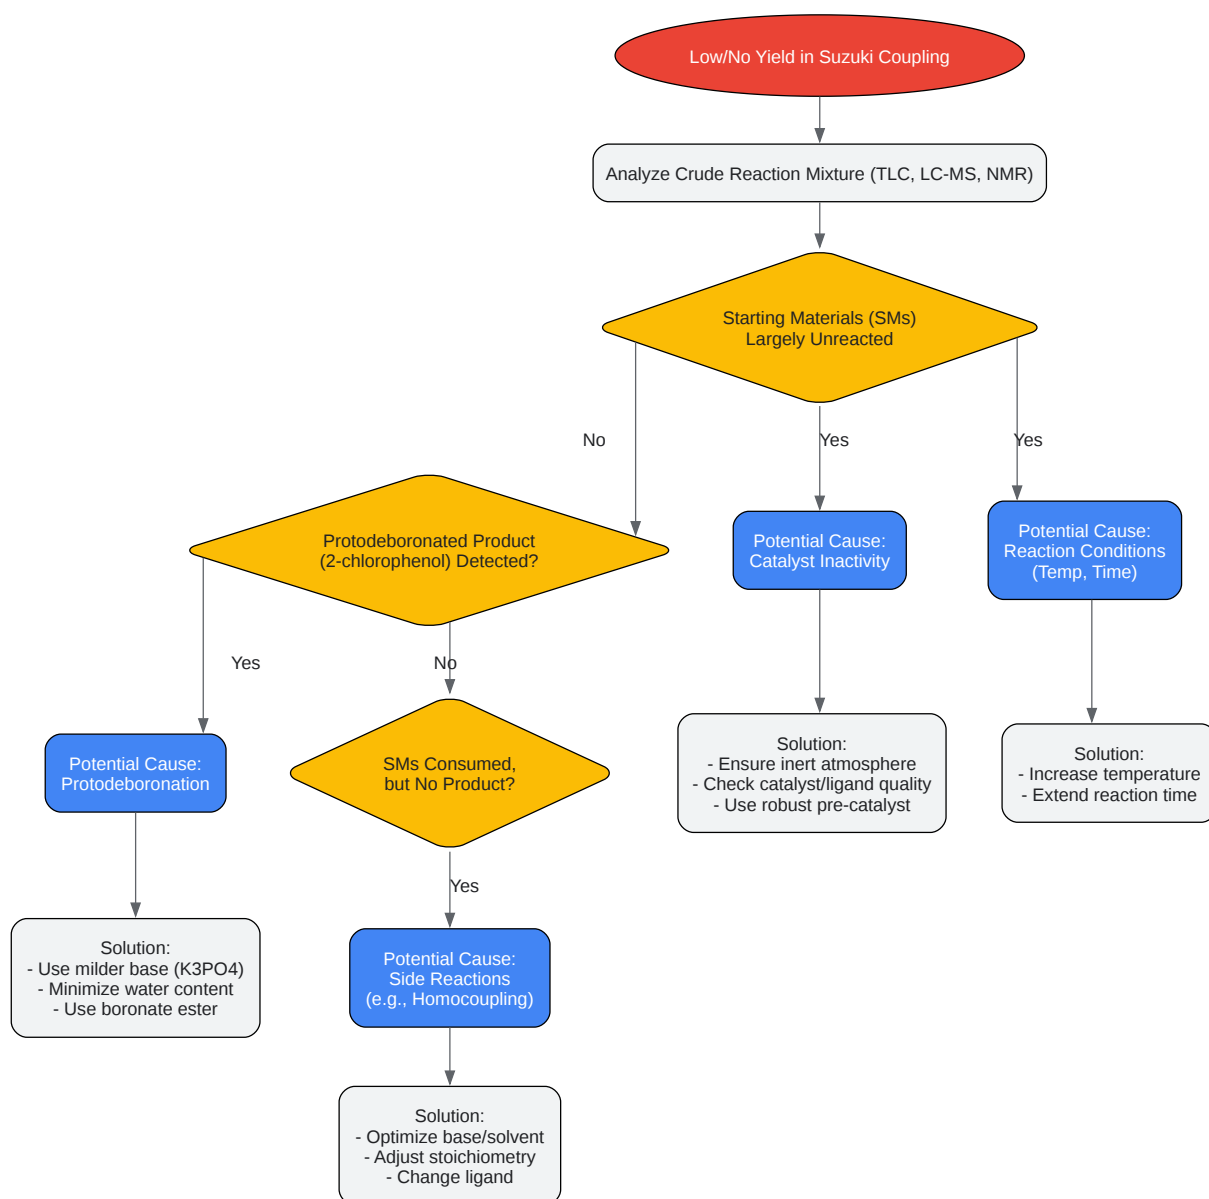 Low/No Yield in Suzuki Coupling
Analyze Crude Reaction Mixture (TLC, LC-MS, NMR)
Starting Materials (SMs)
Largely Unreacted
No
Yes
Yes
Protodeboronated Product
(2-chlorophenol) Detected?
Potential Cause:
Catalyst Inactivity
Potential Cause:
Reaction Conditions
(Temp, Time)
Yes
No
Potential Cause:
Protodeboronation
SMs Consumed,
but No Product?
Solution:
- Ensure inert atmosphere
- Check catalyst/ligand quality
- Use robust pre-catalyst
Solution:
- Increase temperature
- Extend reaction time
Yes
Solution:
- Use milder base (K3PO4)
- Minimize water content
- Use boronate ester
Potential Cause:
Side Reactions
(e.g., Homocoupling)
Solution:
- Optimize base/solvent
- Adjust stoichiometry
- Change ligand